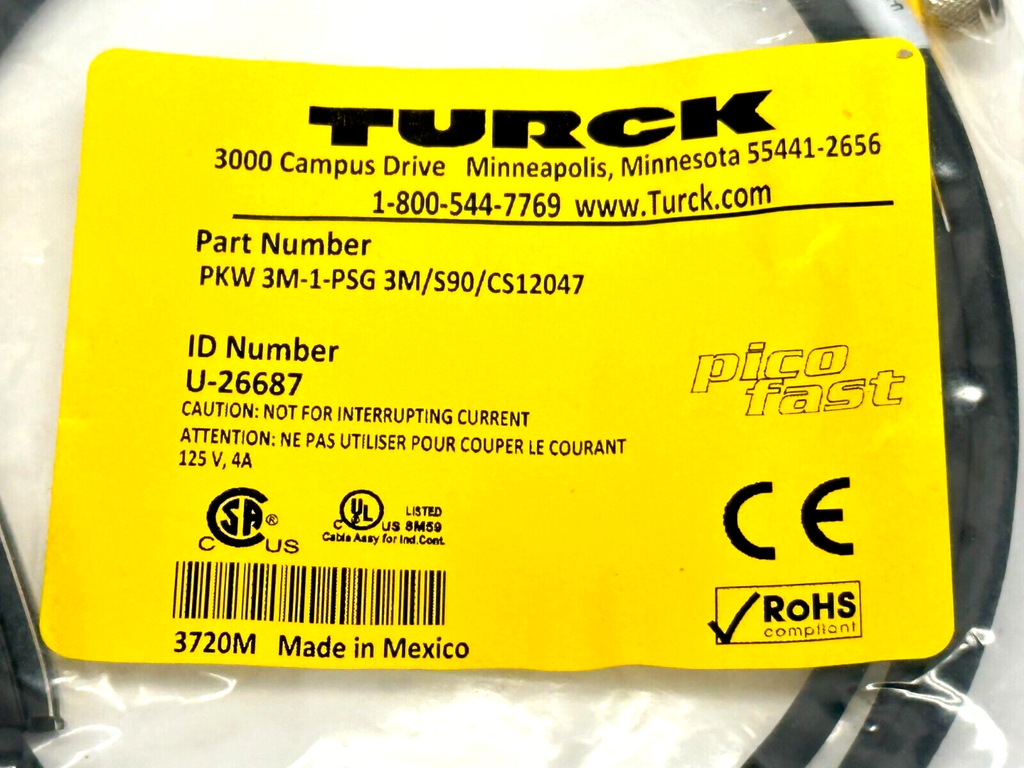 TURCK
3000 Campus Drive Minneapolis, Minnesota 55441-2656
1-800-544-7769 www.Turck.com
Part Number
PKW 3M-1-PSG 3M/S90/CS12047
ID Number
U-26687
CAUTION: NOT FOR INTERRUPTING CURRENT
ATTENTION: NE PAS UTILISER POUR COUPER LE COURANT
125 V, 4A
pico
fast
SA ®
C US
C UL US LISTED
8M59
Cable Assy for Ind.Cont.
CE
RoHS
compliant
3720M Made in Mexico